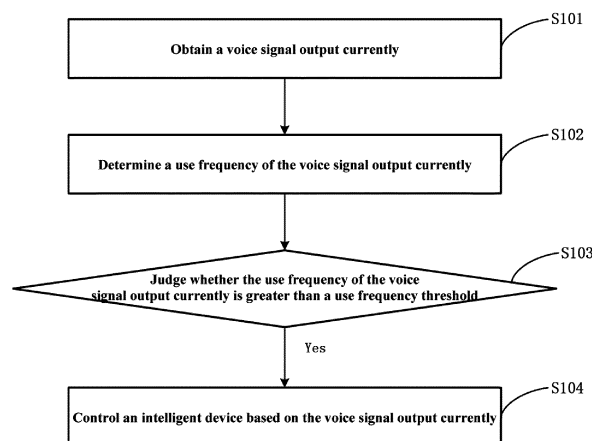 S101
Obtain a voice signal output currently
S102
Determine a use frequency of the voice signal output currently
S103
Judge whether the use frequency of the voice
signal output currently is greater than a use frequency threshold
Yes
S104
Control an intelligent device based on the voice signal output currently